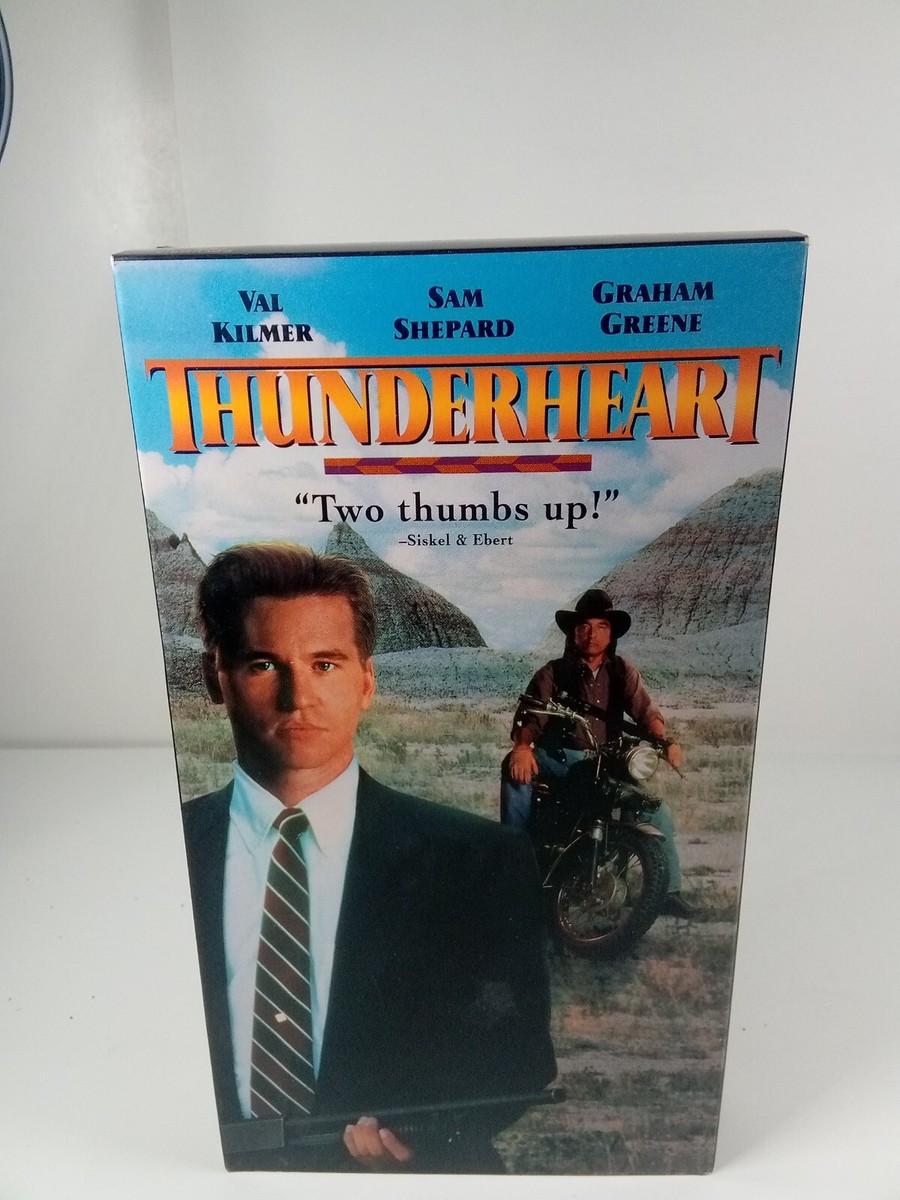 VAL
KILMER
SAM
SHEPARD
GRAHAM
GREENE
THUNDERHEART
“Two thumbs up!”
–Siskel & Ebert